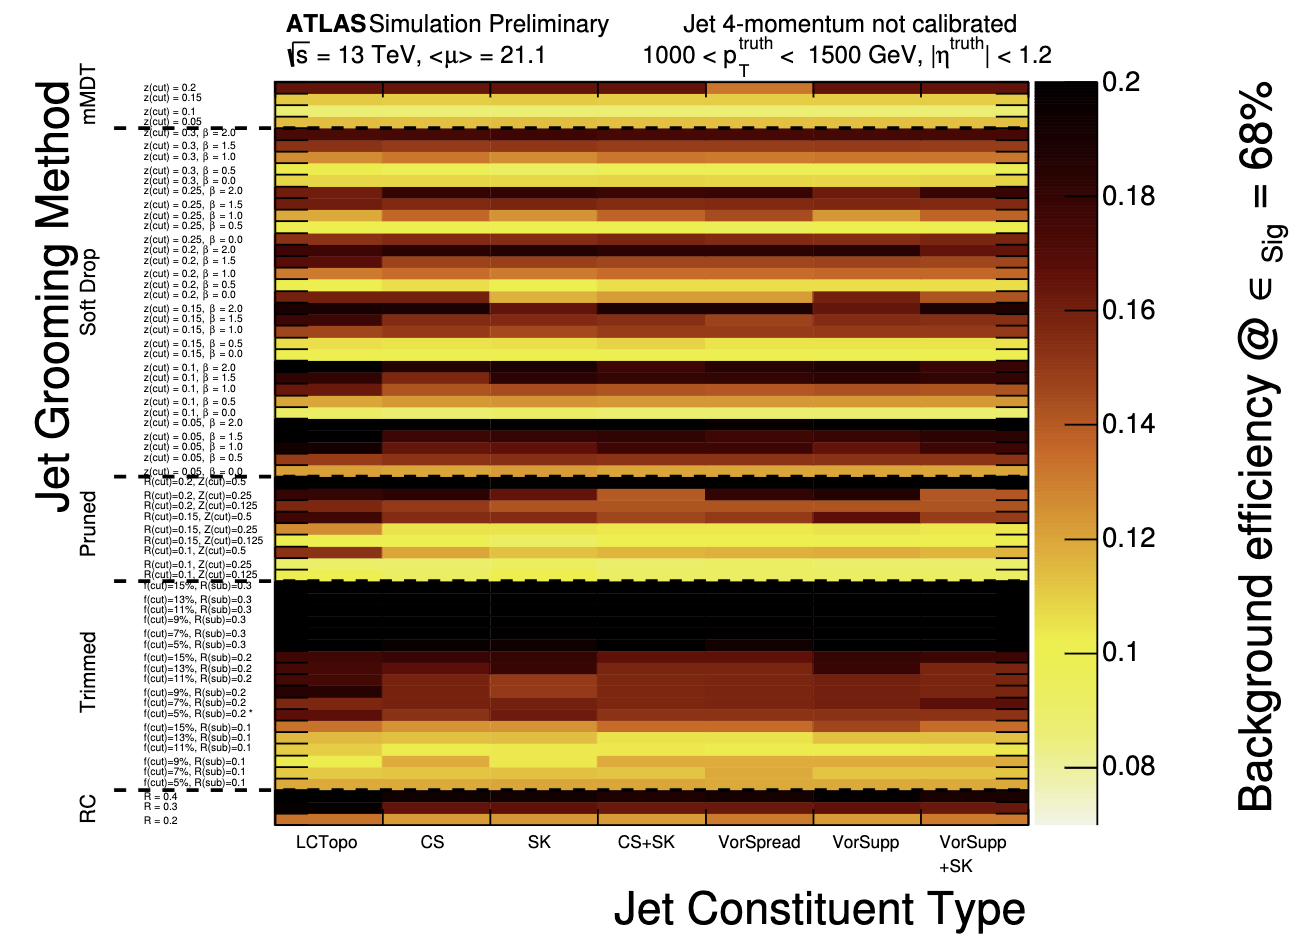 ATLAS Simulation Preliminary
Jet 4-momentum not calibrated
√s = 13 TeV, <μ> = 21.1
1000 < p_T^truth < 1500 GeV, |η^truth| < 1.2
Jet Grooming Method
mMDT
z(cut) = 0.2
z(cut) = 0.15
z(cut) = 0.1
z(cut) = 0.05
Soft Drop
z(cut) = 0.3, β = 2.0
z(cut) = 0.3, β = 1.5
z(cut) = 0.3, β = 1.0
z(cut) = 0.3, β = 0.5
z(cut) = 0.3, β = 0.0
z(cut) = 0.25, β = 2.0
z(cut) = 0.25, β = 1.5
z(cut) = 0.25, β = 1.0
z(cut) = 0.25, β = 0.5
z(cut) = 0.25, β = 0.0
z(cut) = 0.2, β = 2.0
z(cut) = 0.2, β = 1.5
z(cut) = 0.2, β = 1.0
z(cut) = 0.2, β = 0.5
z(cut) = 0.2, β = 0.0
z(cut) = 0.15, β = 2.0
z(cut) = 0.15, β = 1.5
z(cut) = 0.15, β = 1.0
z(cut) = 0.15, β = 0.5
z(cut) = 0.15, β = 0.0
z(cut) = 0.1, β = 2.0
z(cut) = 0.1, β = 1.5
z(cut) = 0.1, β = 1.0
z(cut) = 0.1, β = 0.5
z(cut) = 0.1, β = 0.0
z(cut) = 0.05, β = 2.0
z(cut) = 0.05, β = 1.5
z(cut) = 0.05, β = 1.0
z(cut) = 0.05, β = 0.5
z(cut) = 0.05, β = 0.0
Pruned
R(cut)=0.2, Z(cut)=0.5
R(cut)=0.2, Z(cut)=0.25
R(cut)=0.2, Z(cut)=0.125
R(cut)=0.15, Z(cut)=0.5
R(cut)=0.15, Z(cut)=0.25
R(cut)=0.15, Z(cut)=0.125
R(cut)=0.1, Z(cut)=0.5
R(cut)=0.1, Z(cut)=0.25
R(cut)=0.1, Z(cut)=0.125
Trimmed
f(cut)=15%, R(sub)=0.3
f(cut)=13%, R(sub)=0.3
f(cut)=11%, R(sub)=0.3
f(cut)=9%, R(sub)=0.3
f(cut)=7%, R(sub)=0.3
f(cut)=5%, R(sub)=0.3
f(cut)=15%, R(sub)=0.2
f(cut)=13%, R(sub)=0.2
f(cut)=11%, R(sub)=0.2
f(cut)=9%, R(sub)=0.2
f(cut)=7%, R(sub)=0.2
f(cut)=5%, R(sub)=0.2 *
f(cut)=15%, R(sub)=0.1
f(cut)=13%, R(sub)=0.1
f(cut)=11%, R(sub)=0.1
f(cut)=9%, R(sub)=0.1
f(cut)=7%, R(sub)=0.1
f(cut)=5%, R(sub)=0.1
RC
R = 0.4
R = 0.3
R = 0.2
LCTopo
CS
SK
CS+SK
VorSpread
VorSupp
VorSupp
+SK
Jet Constituent Type
0.2
0.18
0.16
0.14
0.12
0.1
0.08
Background efficiency @ ϵ_Sig = 68%